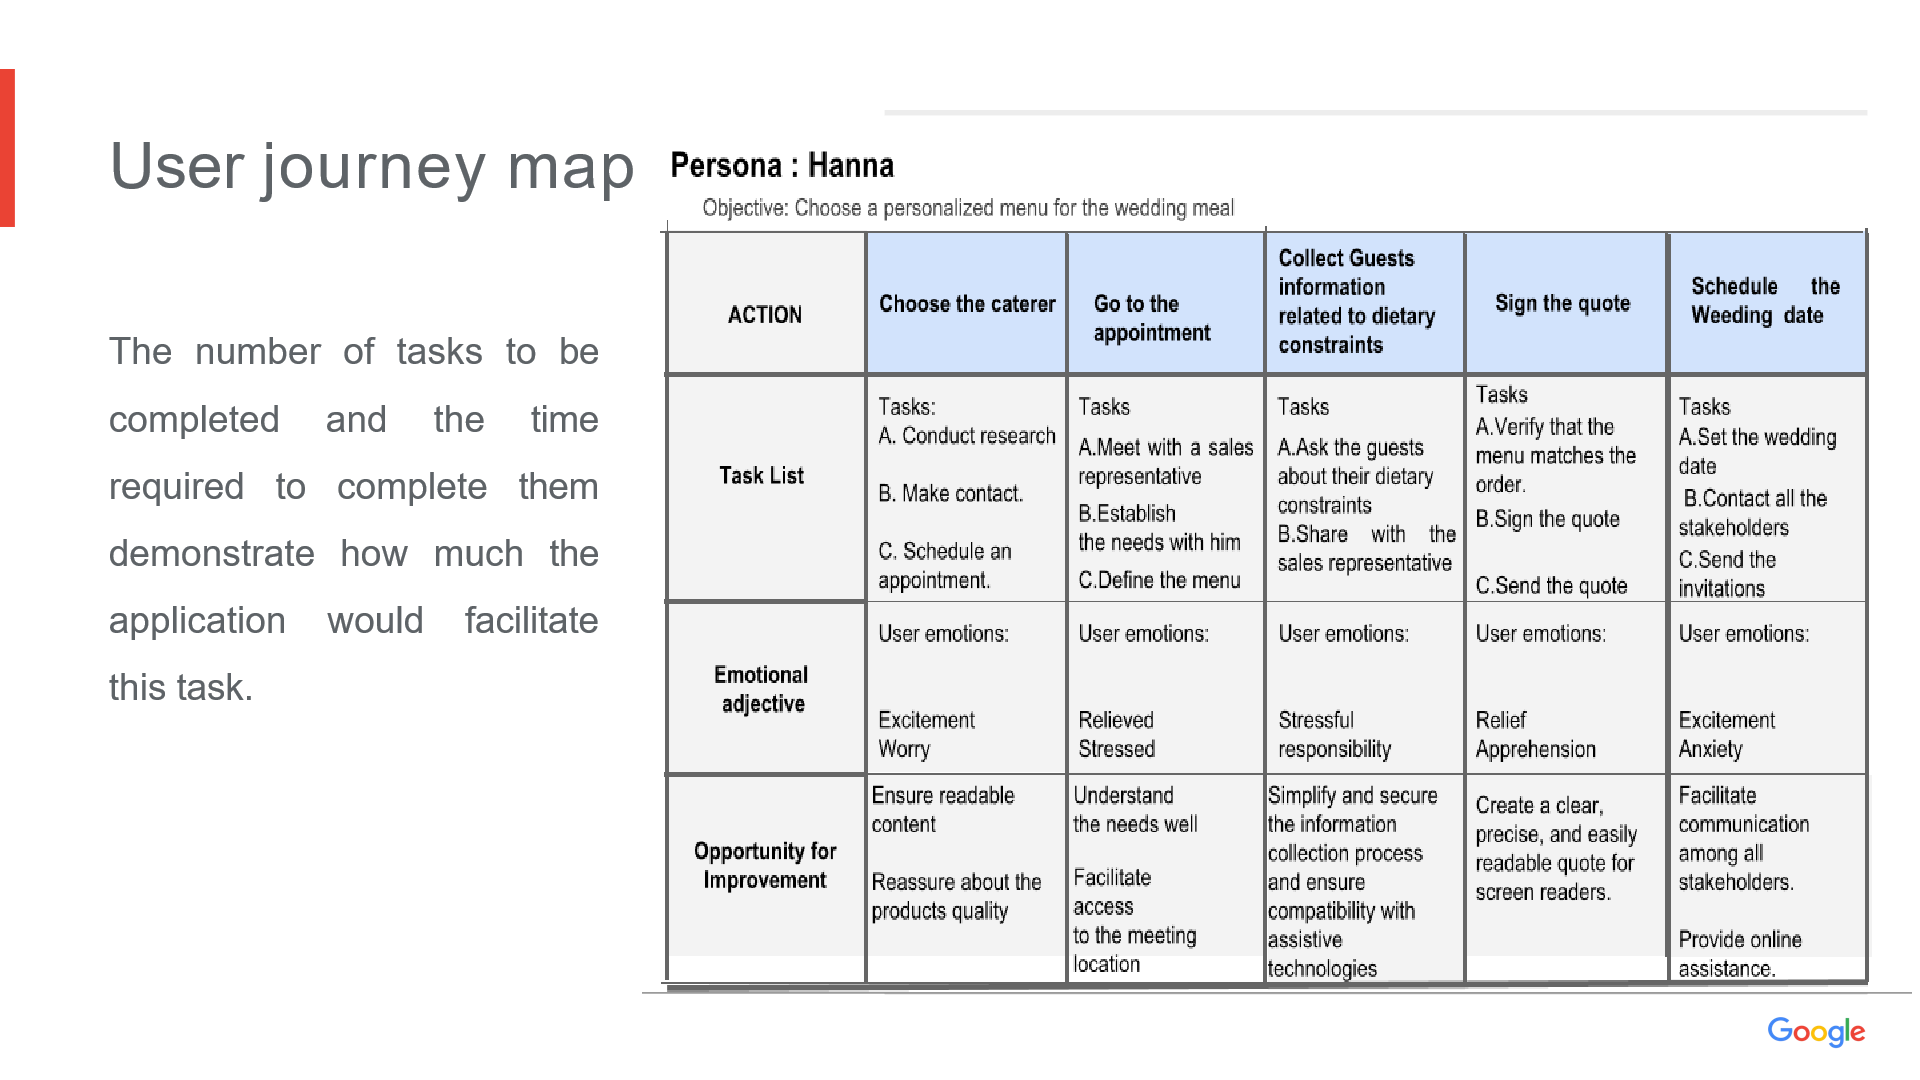 User journey map
The number of tasks to be
completed and the time
required to complete them
demonstrate how much the
application would facilitate
this task.
Persona : Hanna
Objective: Choose a personalized menu for the wedding meal
ACTION
Choose the caterer
Go to the
appointment
Collect Guests
information
related to dietary
constraints
Sign the quote
Schedule the
Weeding date
Task List
Tasks:
A. Conduct research
B. Make contact.
C. Schedule an
appointment.
Tasks
A.Meet with a sales
representative
B.Establish
the needs with him
C.Define the menu
Tasks
A.Ask the guests
about their dietary
constraints
B.Share with the
sales representative
Tasks
A.Verify that the
menu matches the
order.
B.Sign the quote
C.Send the quote
Tasks
A.Set the wedding
date
B.Contact all the
stakeholders
C.Send the
invitations
Emotional
adjective
User emotions:
Excitement
Worry
User emotions:
Relieved
Stressed
User emotions:
Stressful
responsibility
User emotions:
Relief
Apprehension
User emotions:
Excitement
Anxiety
Opportunity for
Improvement
Ensure readable
content
Reassure about the
products quality
Understand
the needs well
Facilitate
access
to the meeting
location
Simplify and secure
the information
collection process
and ensure
compatibility with
assistive
technologies
Create a clear,
precise, and easily
readable quote for
screen readers.
Facilitate
communication
among all
stakeholders.
Provide online
assistance.
Google